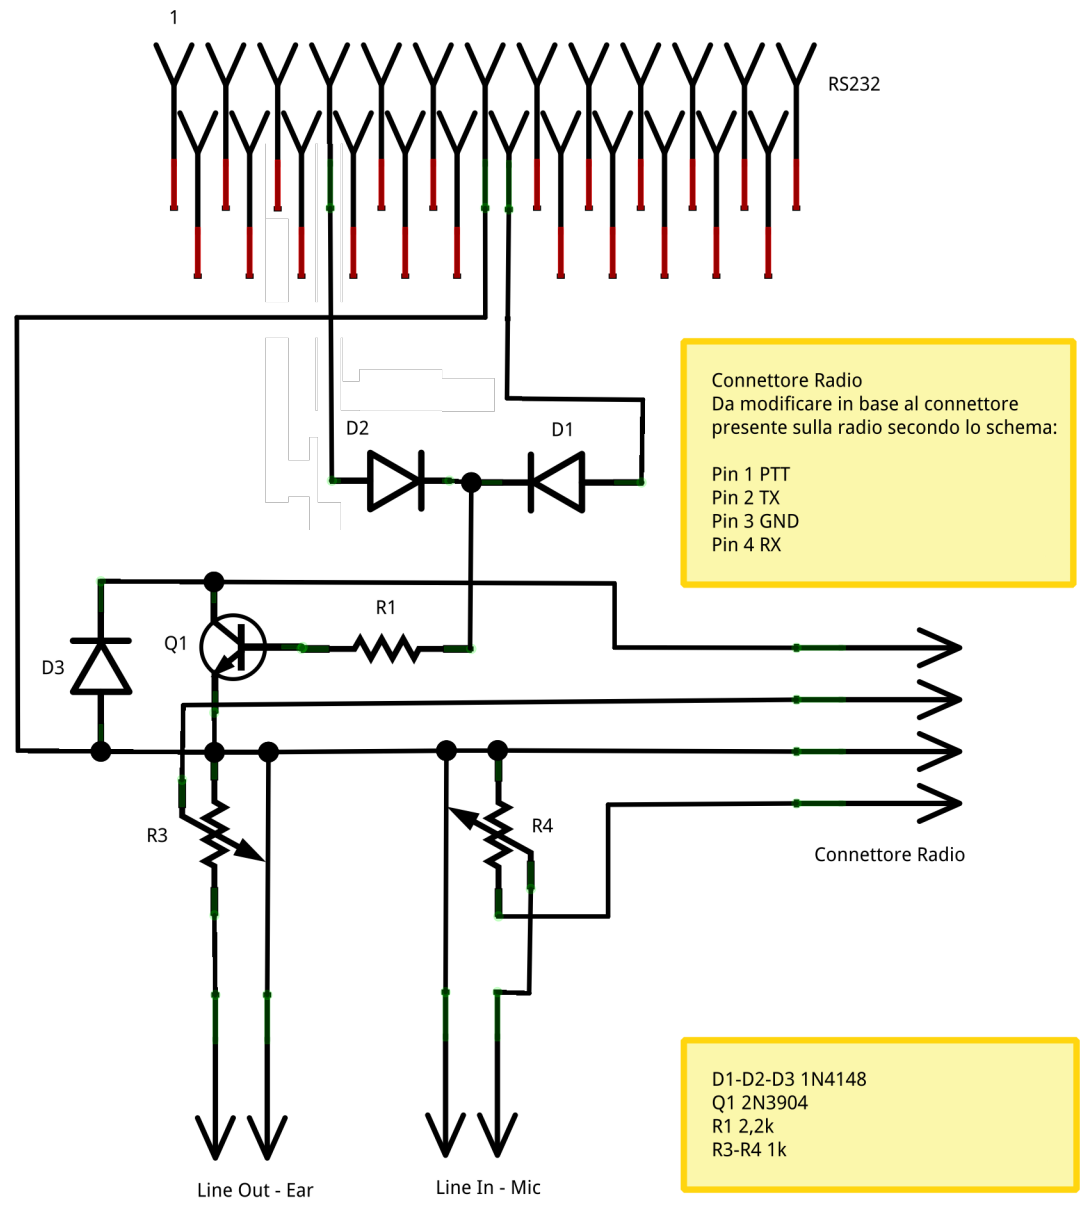 1
RS232
Connettore Radio
Da modificare in base al connettore
presente sulla radio secondo lo schema:
Pin 1 PTT
Pin 2 TX
Pin 3 GND
Pin 4 RX
D2
D1
R1
Q1
D3
R3
R4
Connettore Radio
D1-D2-D3 1N4148
Q1 2N3904
R1 2,2k
R3-R4 1k
Line Out - Ear
Line In - Mic